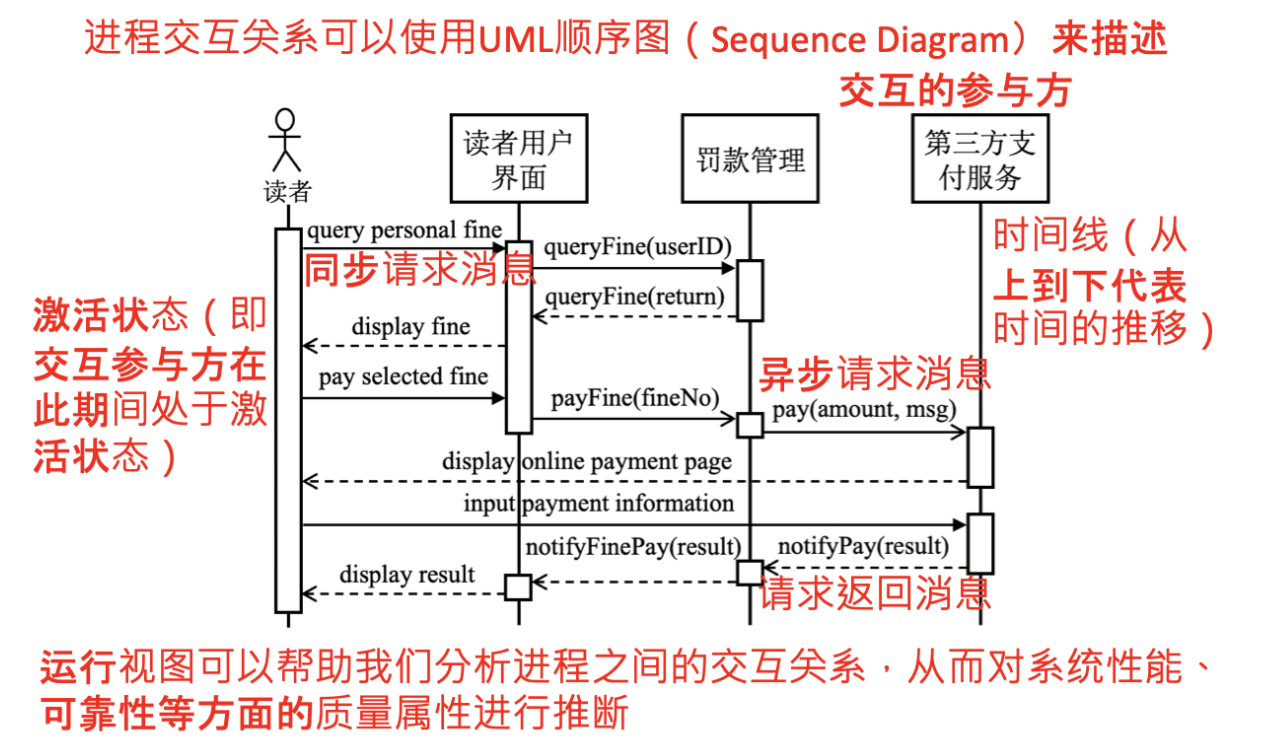 进程交互关系可以使用UML顺序图（Sequence Diagram）来描述
交互的参与方
读者
读者用户
界面
罚款管理
第三方支
付服务
query personal fine
同步请求消息
queryFine(userID)
queryFine(return)
时间线（从
上到下代表
时间的推移）
激活状态（即
交互参与方在
此期间处于激
活状态）
display fine
pay selected fine
payFine(fineNo)
异步请求消息
pay(amount, msg)
display online payment page
input payment information
notifyFinePay(result)
notifyPay(result)
display result
请求返回消息
运行视图可以帮助我们分析进程之间的交互关系，从而对系统性能、
可靠性等方面的质量属性进行推断